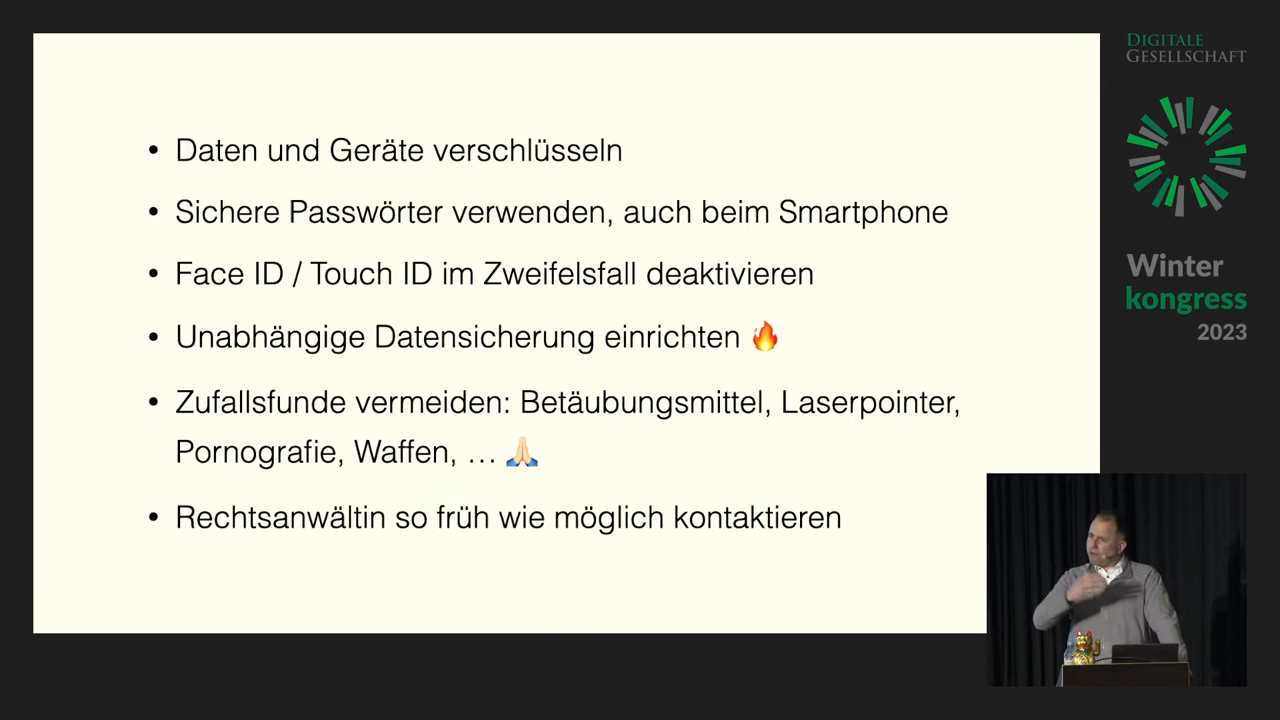 • Daten und Geräte verschlüsseln
• Sichere Passwörter verwenden, auch beim Smartphone
• Face ID / Touch ID im Zweifelsfall deaktivieren
• Unabhängige Datensicherung einrichten 🔥
• Zufallsfunde vermeiden: Betäubungsmittel, Laserpointer,
Pornografie, Waffen, … 🙏🏻
• Rechtsanwältin so früh wie möglich kontaktieren
DIGITALE
GESELLSCHAFT
Winter
kongress
2023